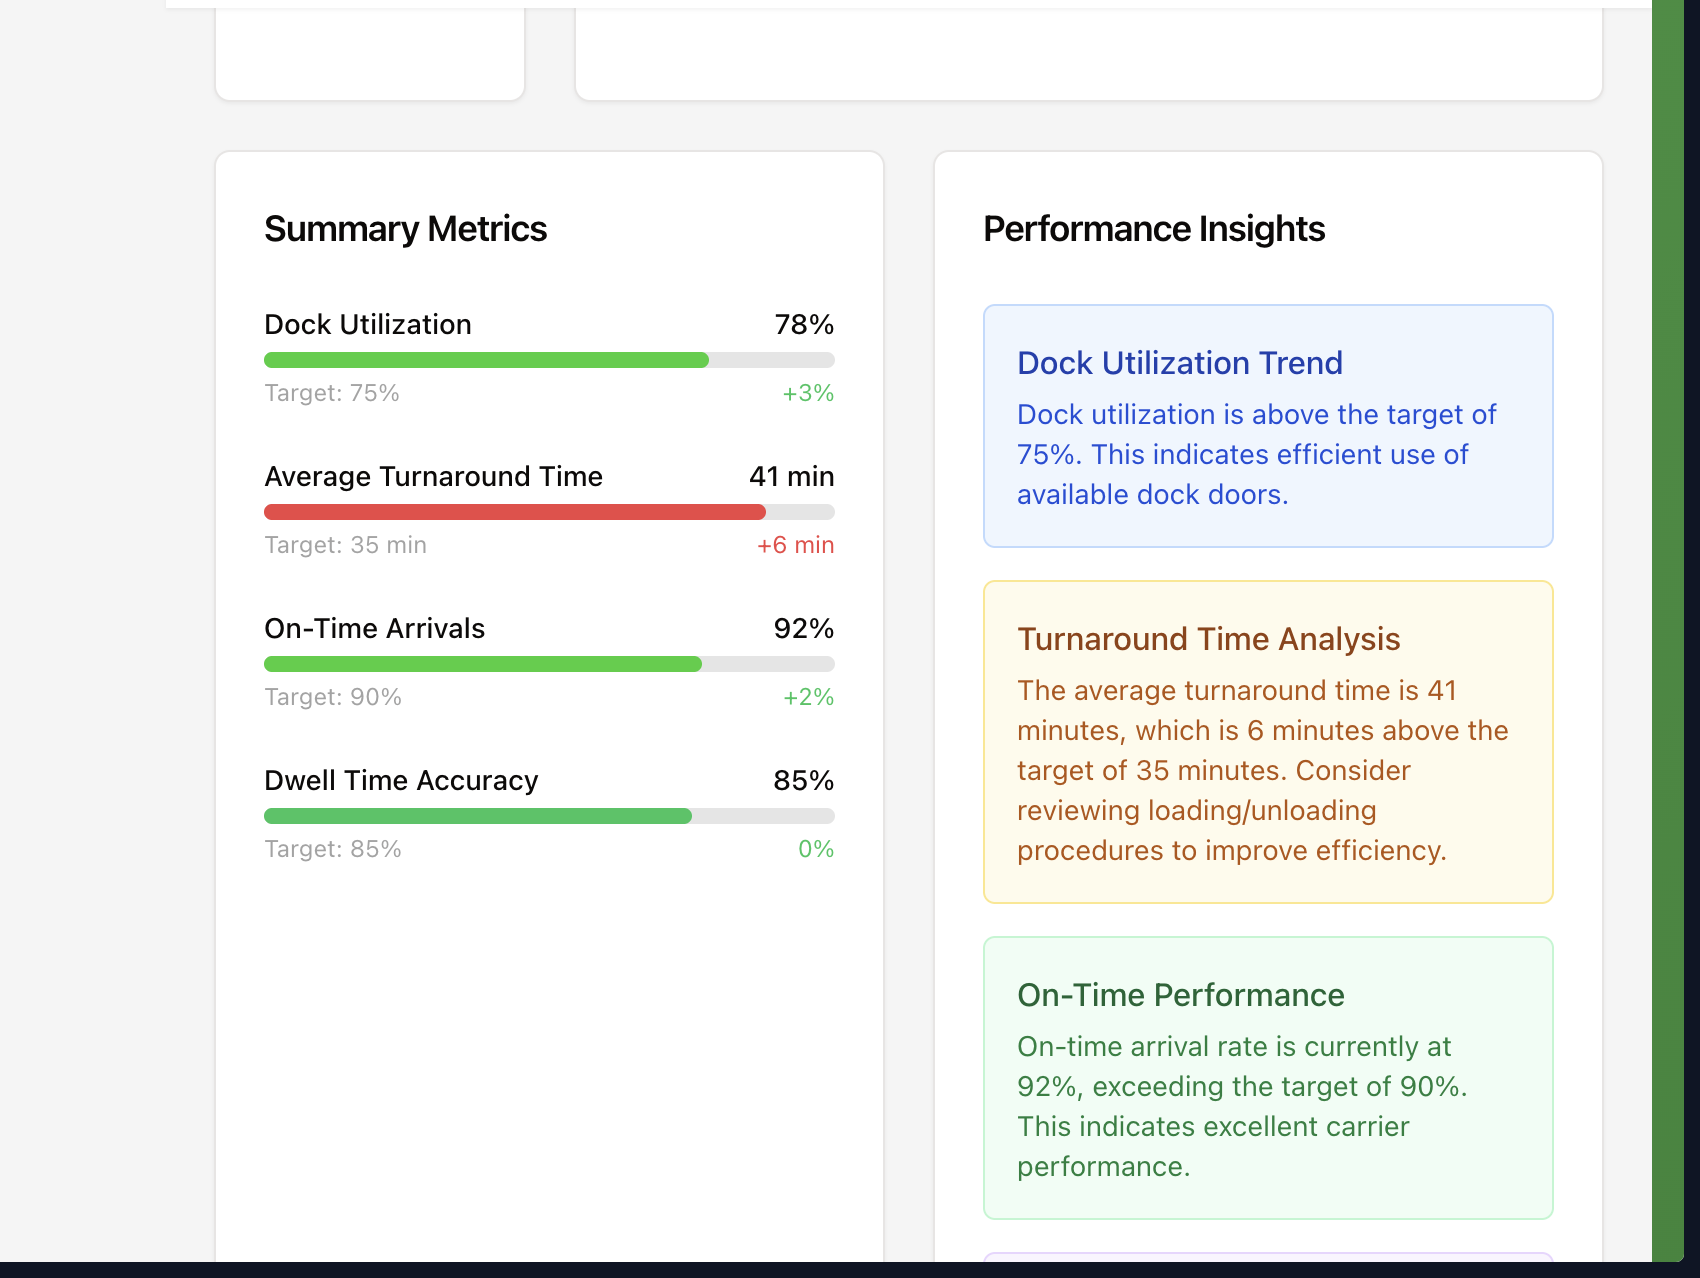 Summary Metrics
Dock Utilization 78%
Target: 75% +3%
Average Turnaround Time 41 min
Target: 35 min +6 min
On-Time Arrivals 92%
Target: 90% +2%
Dwell Time Accuracy 85%
Target: 85% 0%
Performance Insights
Dock Utilization Trend
Dock utilization is above the target of
75%. This indicates efficient use of
available dock doors.
Turnaround Time Analysis
The average turnaround time is 41
minutes, which is 6 minutes above the
target of 35 minutes. Consider
reviewing loading/unloading
procedures to improve efficiency.
On-Time Performance
On-time arrival rate is currently at
92%, exceeding the target of 90%.
This indicates excellent carrier
performance.